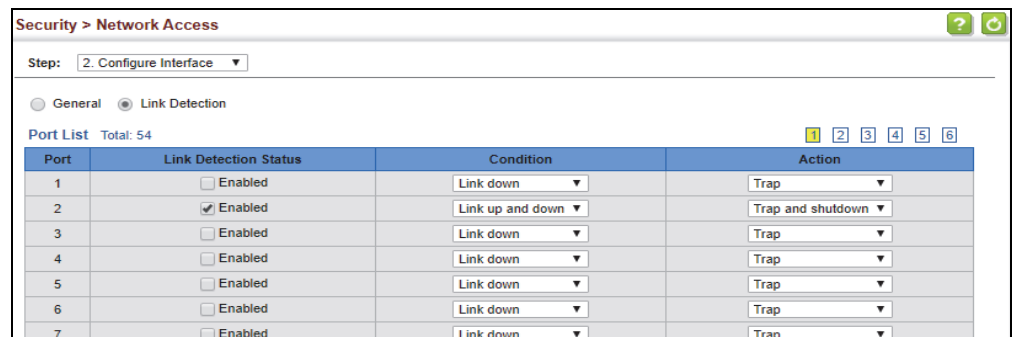 Security > Network Access
?
Step: 2. Configure Interface
General Link Detection
Port List Total: 54 1 2 3 4 5 6
Port Link Detection Status Condition Action
1 Enabled Link down Trap
2 Enabled Link up and down Trap and shutdown
3 Enabled Link down Trap
4 Enabled Link down Trap
5 Enabled Link down Trap
6 Enabled Link down Trap
7 Enabled Link down Trap